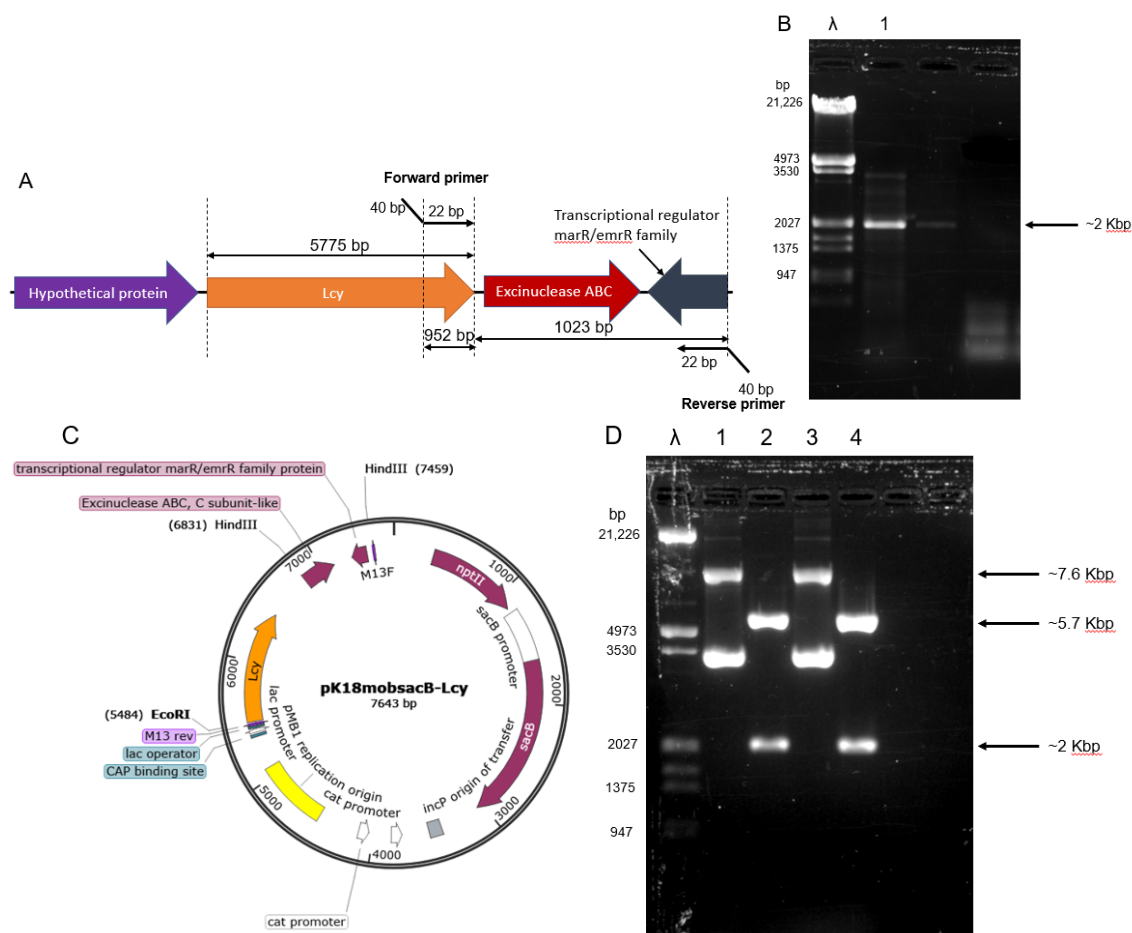 A
Forward primer
40 bp
22 bp
5775 bp
Transcriptional regulator
marR/emrR family
Hypothetical protein
Lcy
Excinuclease ABC
952 bp
1023 bp
22 bp
40 bp
Reverse primer
B
λ 1
bp
21,226
4973
3530
2027
1375
947
~2 Kbp
C
transcriptional regulator marR/emrR family protein
HindIII (7459)
Excinuclease ABC, C subunit-like
(6831) HindIII
7000
M13F
nptII
1000
sacB promoter
2000
sacB
3000
incP origin of transfer
4000
cat promoter
cat promoter
pMB1 replication origin
5000
lac promoter
Lcy
6000
(5484) EcoRI
M13 rev
lac operator
CAP binding site
pK18mobsacB-Lcy
7643 bp
D
λ 1 2 3 4
bp
21,226
4973
3530
2027
1375
947
~7.6 Kbp
~5.7 Kbp
~2 Kbp